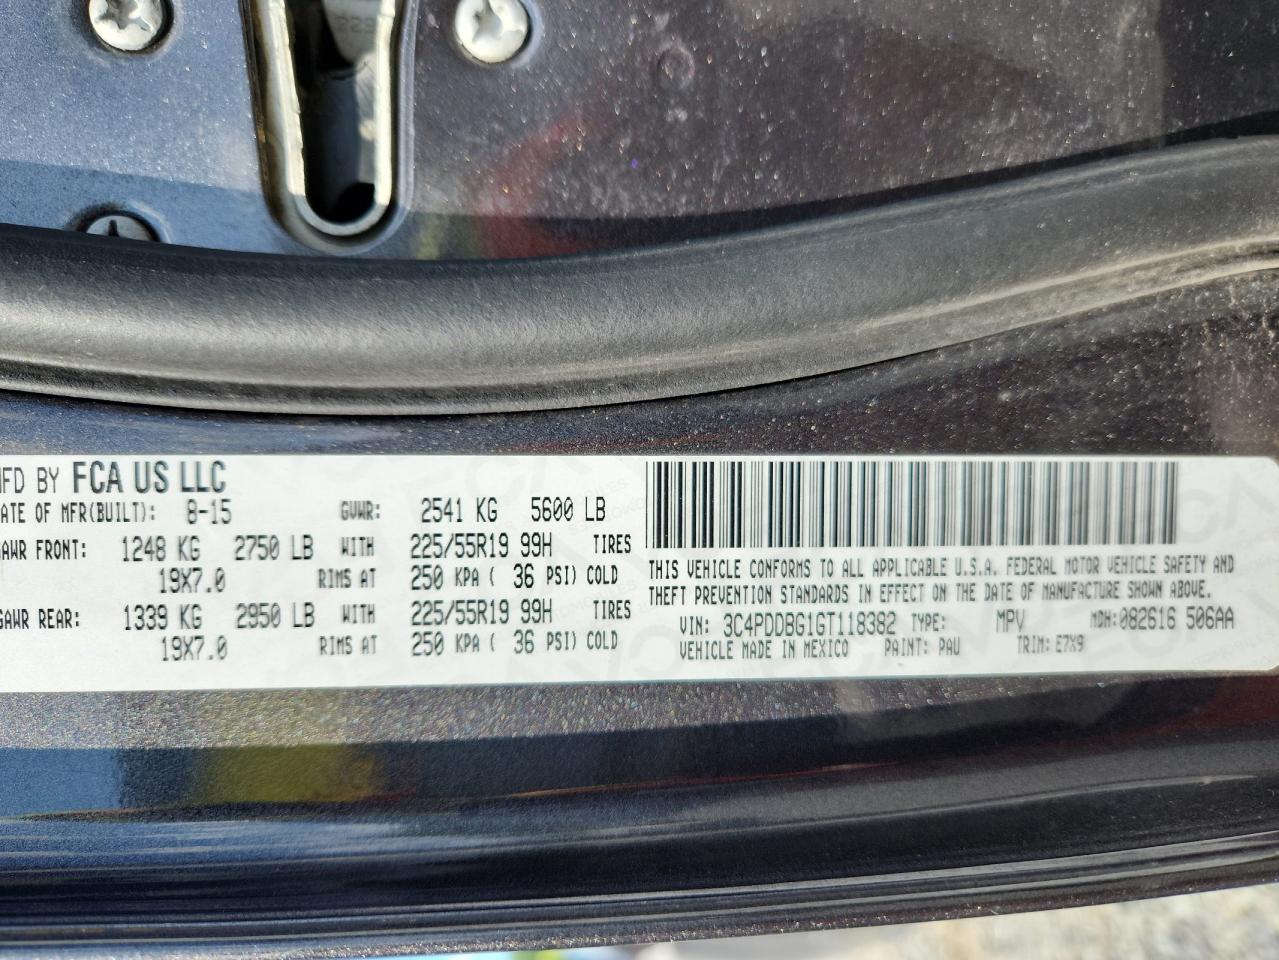 MFD BY FCA US LLC
DATE OF MFR(BUILT): 8-15 GVWR: 2541 KG 5600 LB
GAWR FRONT: 1248 KG 2750 LB WITH 225/55R19 99H TIRES
19X7.0 RIMS AT 250 KPA ( 36 PSI) COLD
GAWR REAR: 1339 KG 2950 LB WITH 225/55R19 99H TIRES
19X7.0 RIMS AT 250 KPA ( 36 PSI) COLD
THIS VEHICLE CONFORMS TO ALL APPLICABLE U.S.A. FEDERAL MOTOR VEHICLE SAFETY AND
THEFT PREVENTION STANDARDS IN EFFECT ON THE DATE OF MANUFACTURE SHOWN ABOVE.
VIN: 3C4PDDBG1GT118382 TYPE: MPV MDH: 082616 506AA
VEHICLE MADE IN MEXICO PAINT: PAU TRIM: E7X9